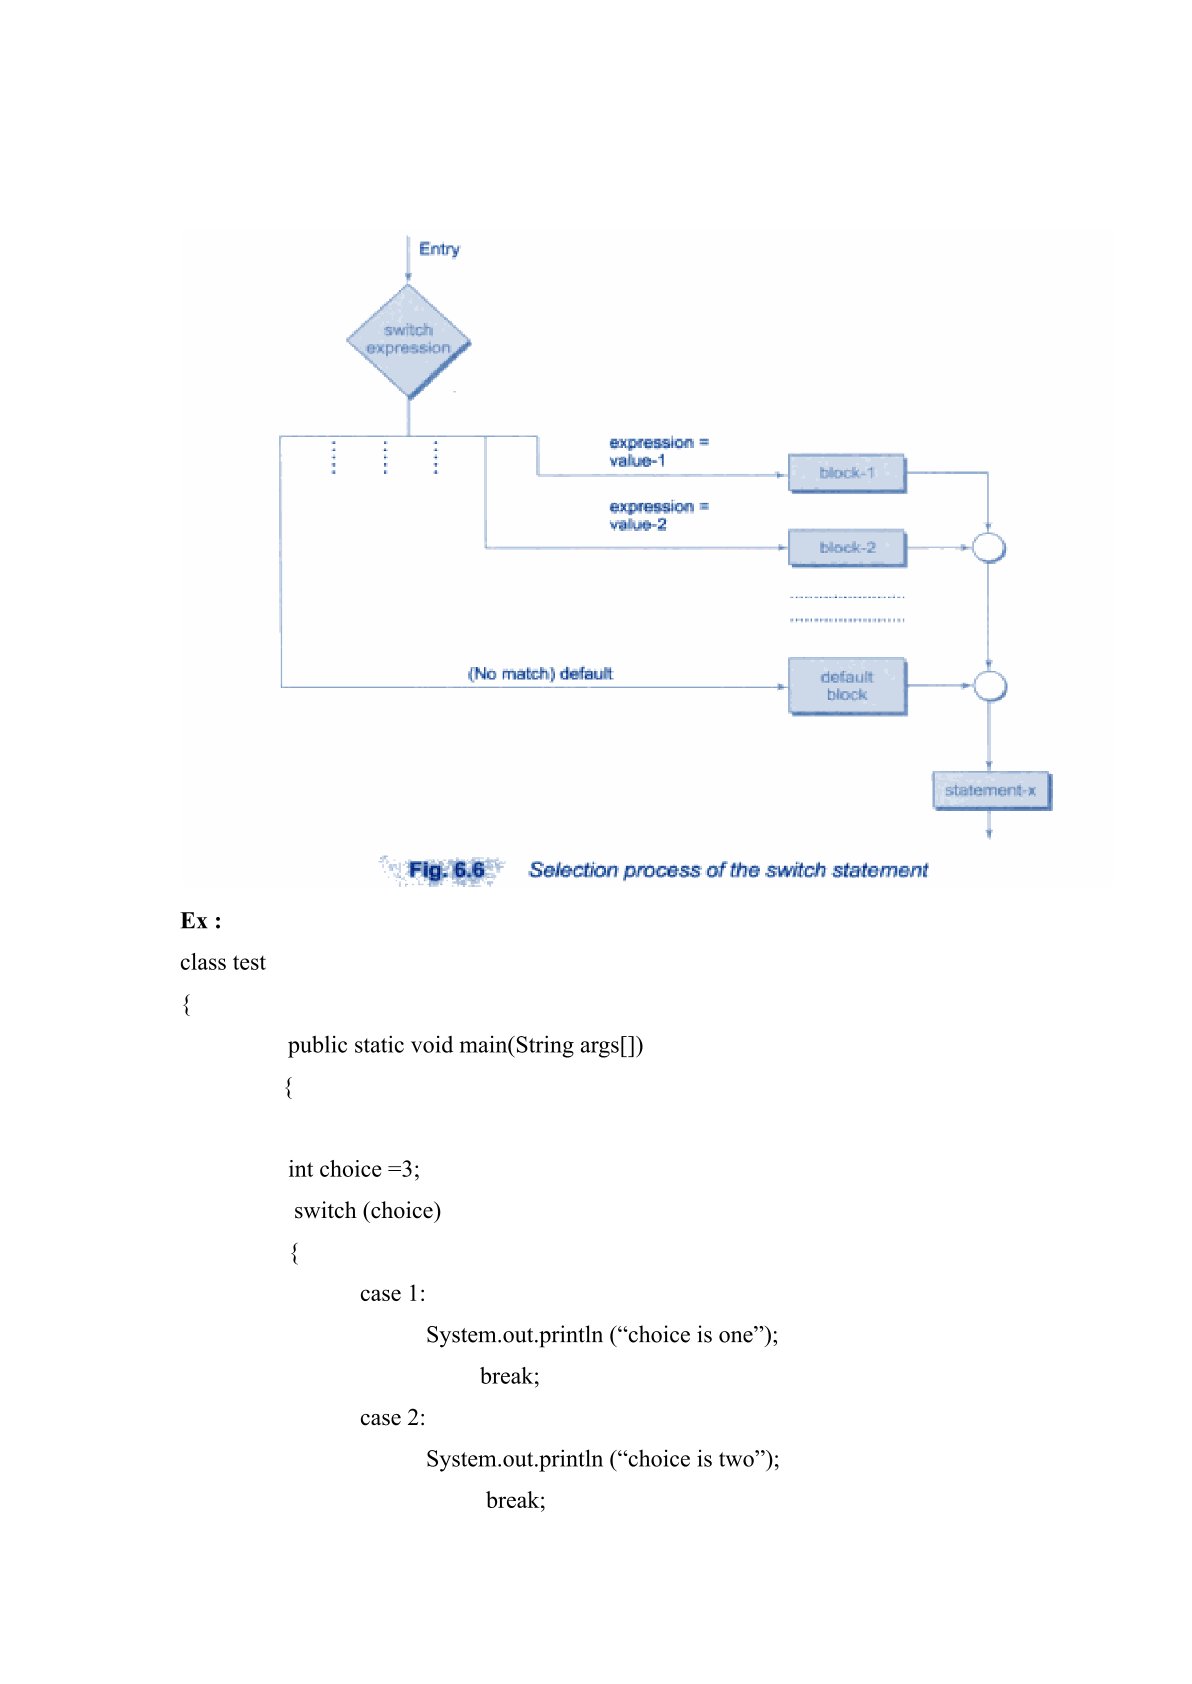 Entry
switch
expression
expression =
value-1
block-1
expression =
value-2
block-2
(No match) default
default
block
statement-x
Fig. 6.6 Selection process of the switch statement
Ex :
class test
{
public static void main(String args[])
{
int choice =3;
switch (choice)
{
case 1:
System.out.println (“choice is one”);
break;
case 2:
System.out.println (“choice is two”);
break;